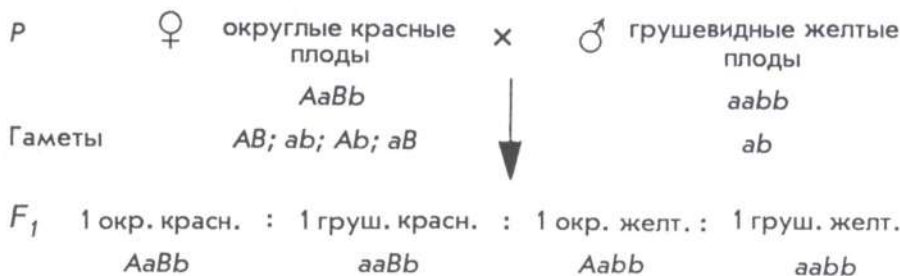 P ♀ округлые красные × ♂ грушевидные желтые
плоды плоды
AaBb aabb
Гаметы AB; ab; Ab; aB ab
F₁ 1 окр. красн. : 1 груш. красн. : 1 окр. желт. : 1 груш. желт.
AaBb aaBb Aabb aabb